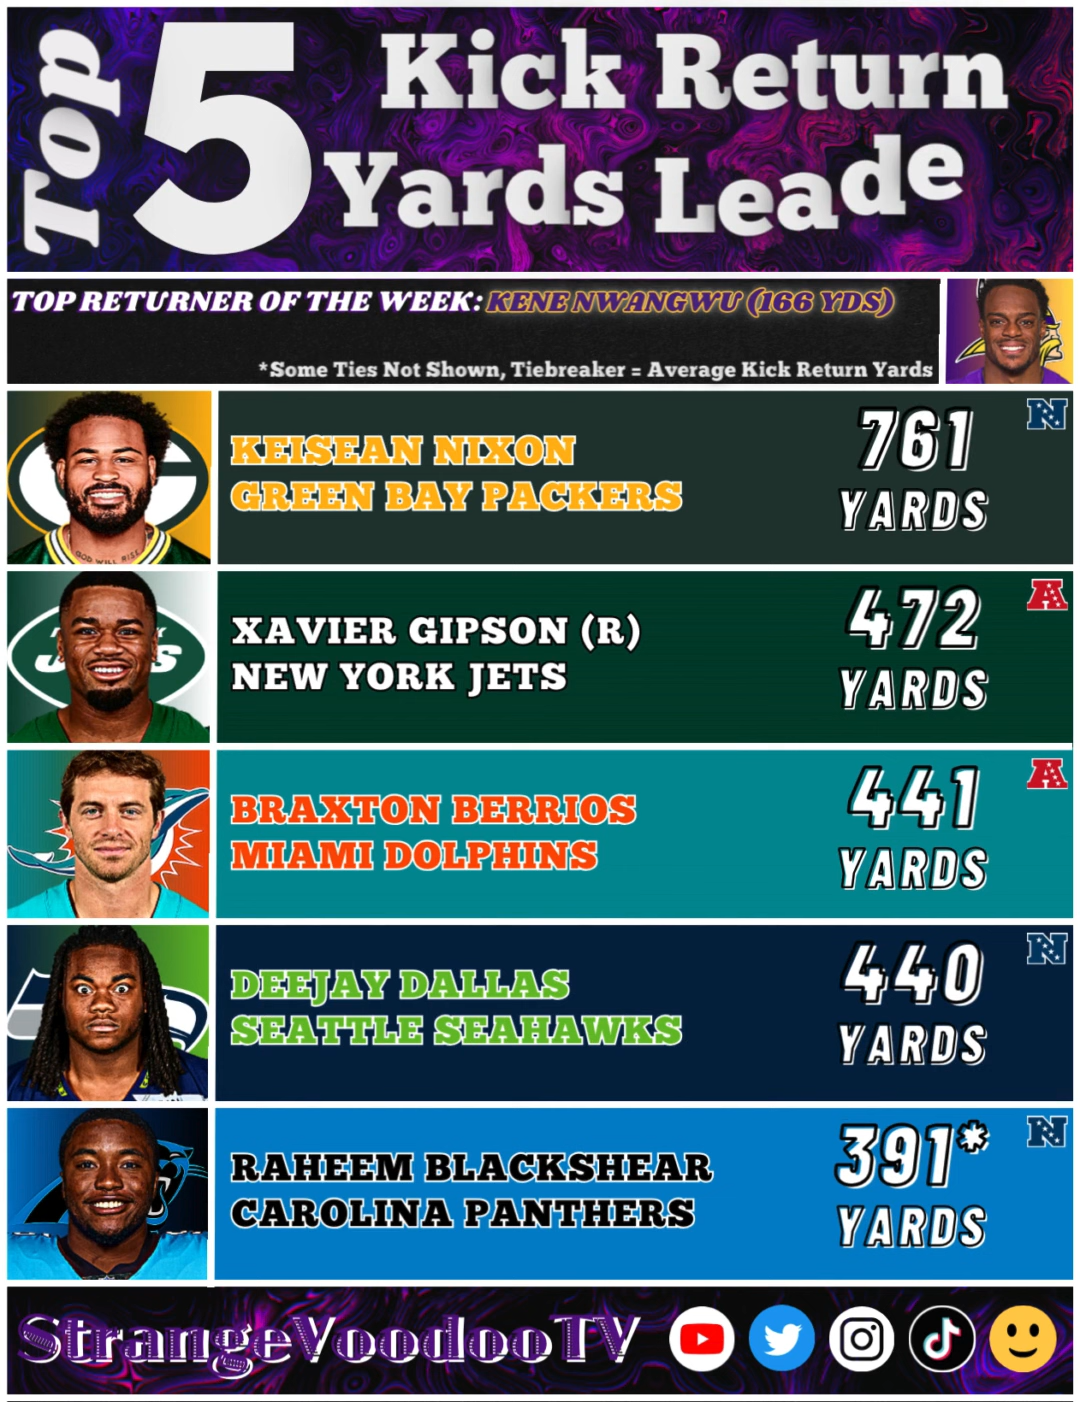 Top 5 Kick Return
Yards Leade
TOP RETURNER OF THE WEEK: KENE NWANGWU (166 YDS)
*Some Ties Not Shown, Tiebreaker = Average Kick Return Yards
KEISEAN NIXON
GREEN BAY PACKERS
761
YARDS
N
GOD WILL RISE
XAVIER GIPSON (R)
NEW YORK JETS
472
YARDS
A
BRAXTON BERRIOS
MIAMI DOLPHINS
441
YARDS
A
DEEJAY DALLAS
SEATTLE SEAHAWKS
440
YARDS
N
RAHEEM BLACKSHEAR
CAROLINA PANTHERS
391*
YARDS
N
StrangeVoodooTV